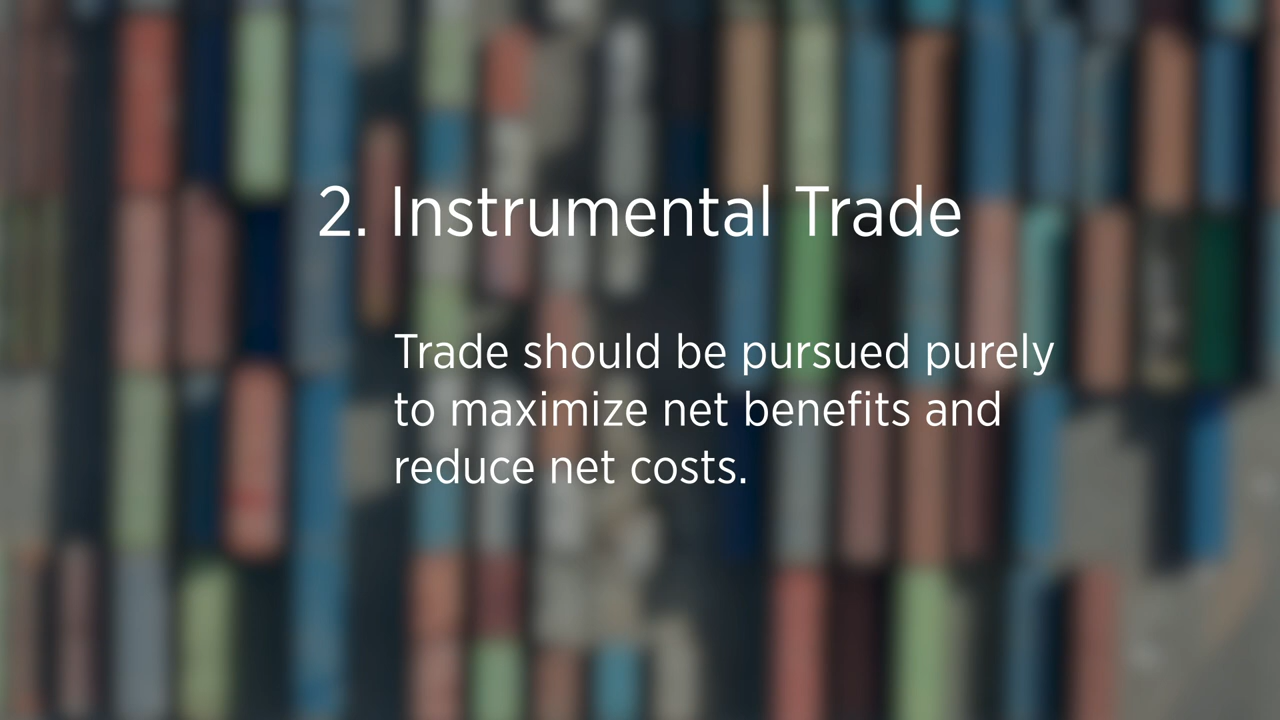 2. Instrumental Trade
Trade should be pursued purely
to maximize net benefits and
reduce net costs.